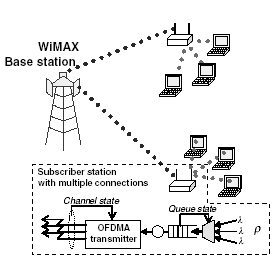 WiMAX
Base station
Subscriber station
with multiple connections
Channel state
Queue state
OFDMA
transmitter
λ
λ
λ
ρ